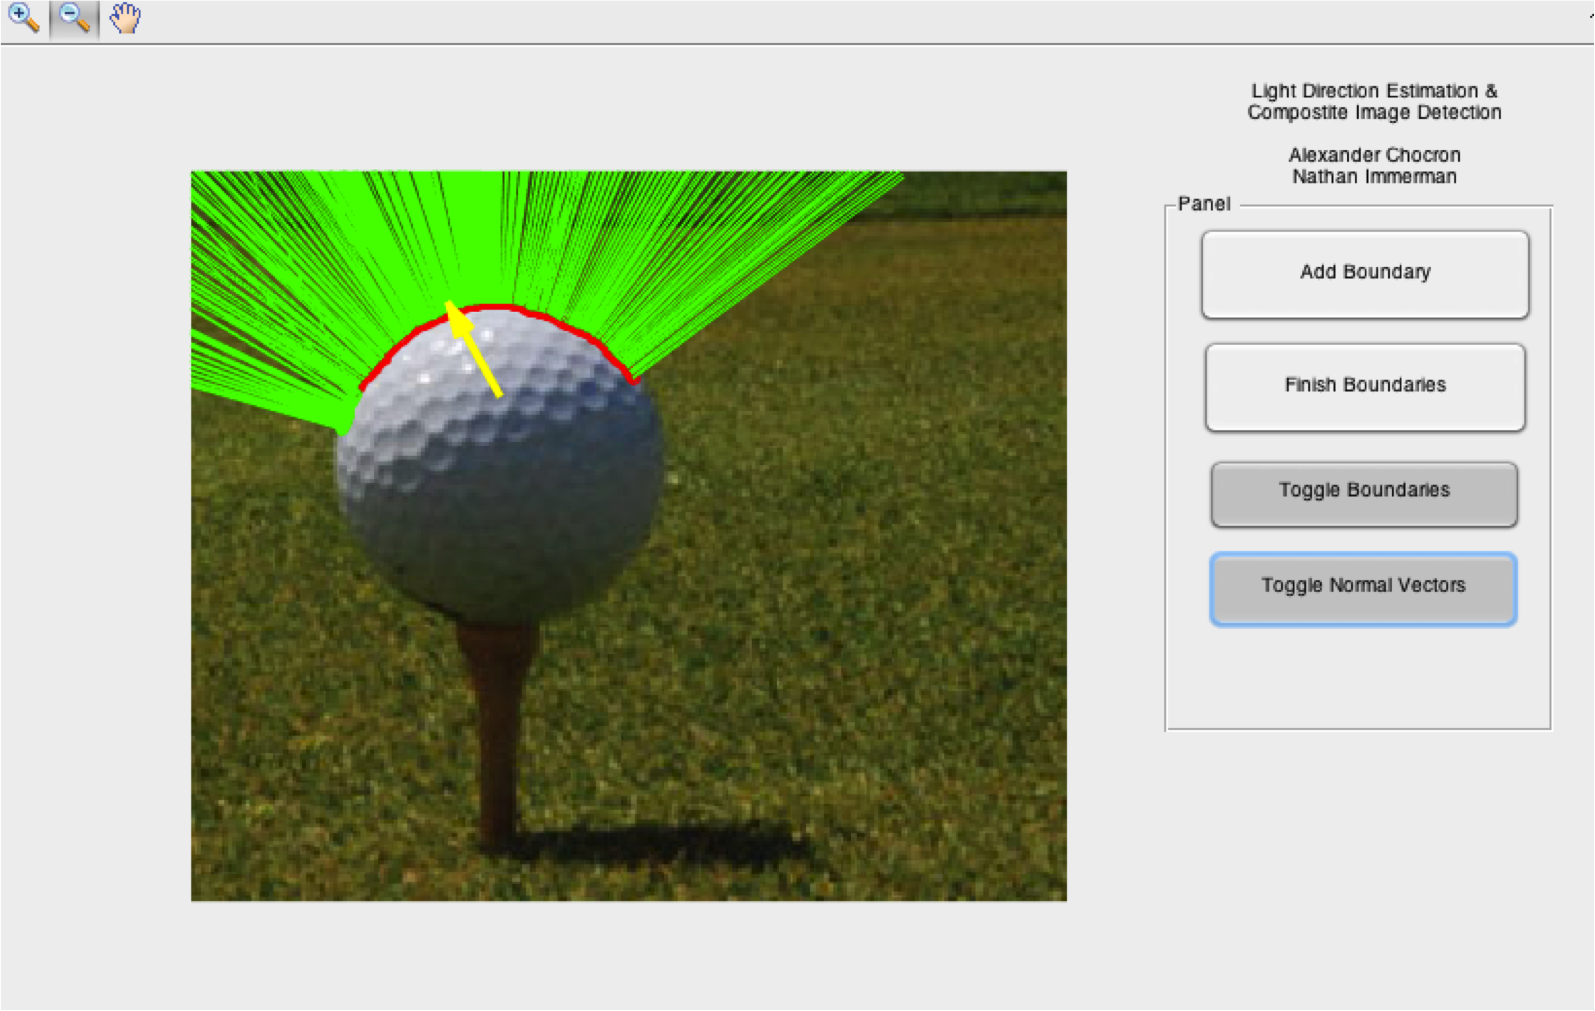 Light Direction Estimation &
Compostite Image Detection
Alexander Chocron
Nathan Immerman
Panel
Add Boundary
Finish Boundaries
Toggle Boundaries
Toggle Normal Vectors